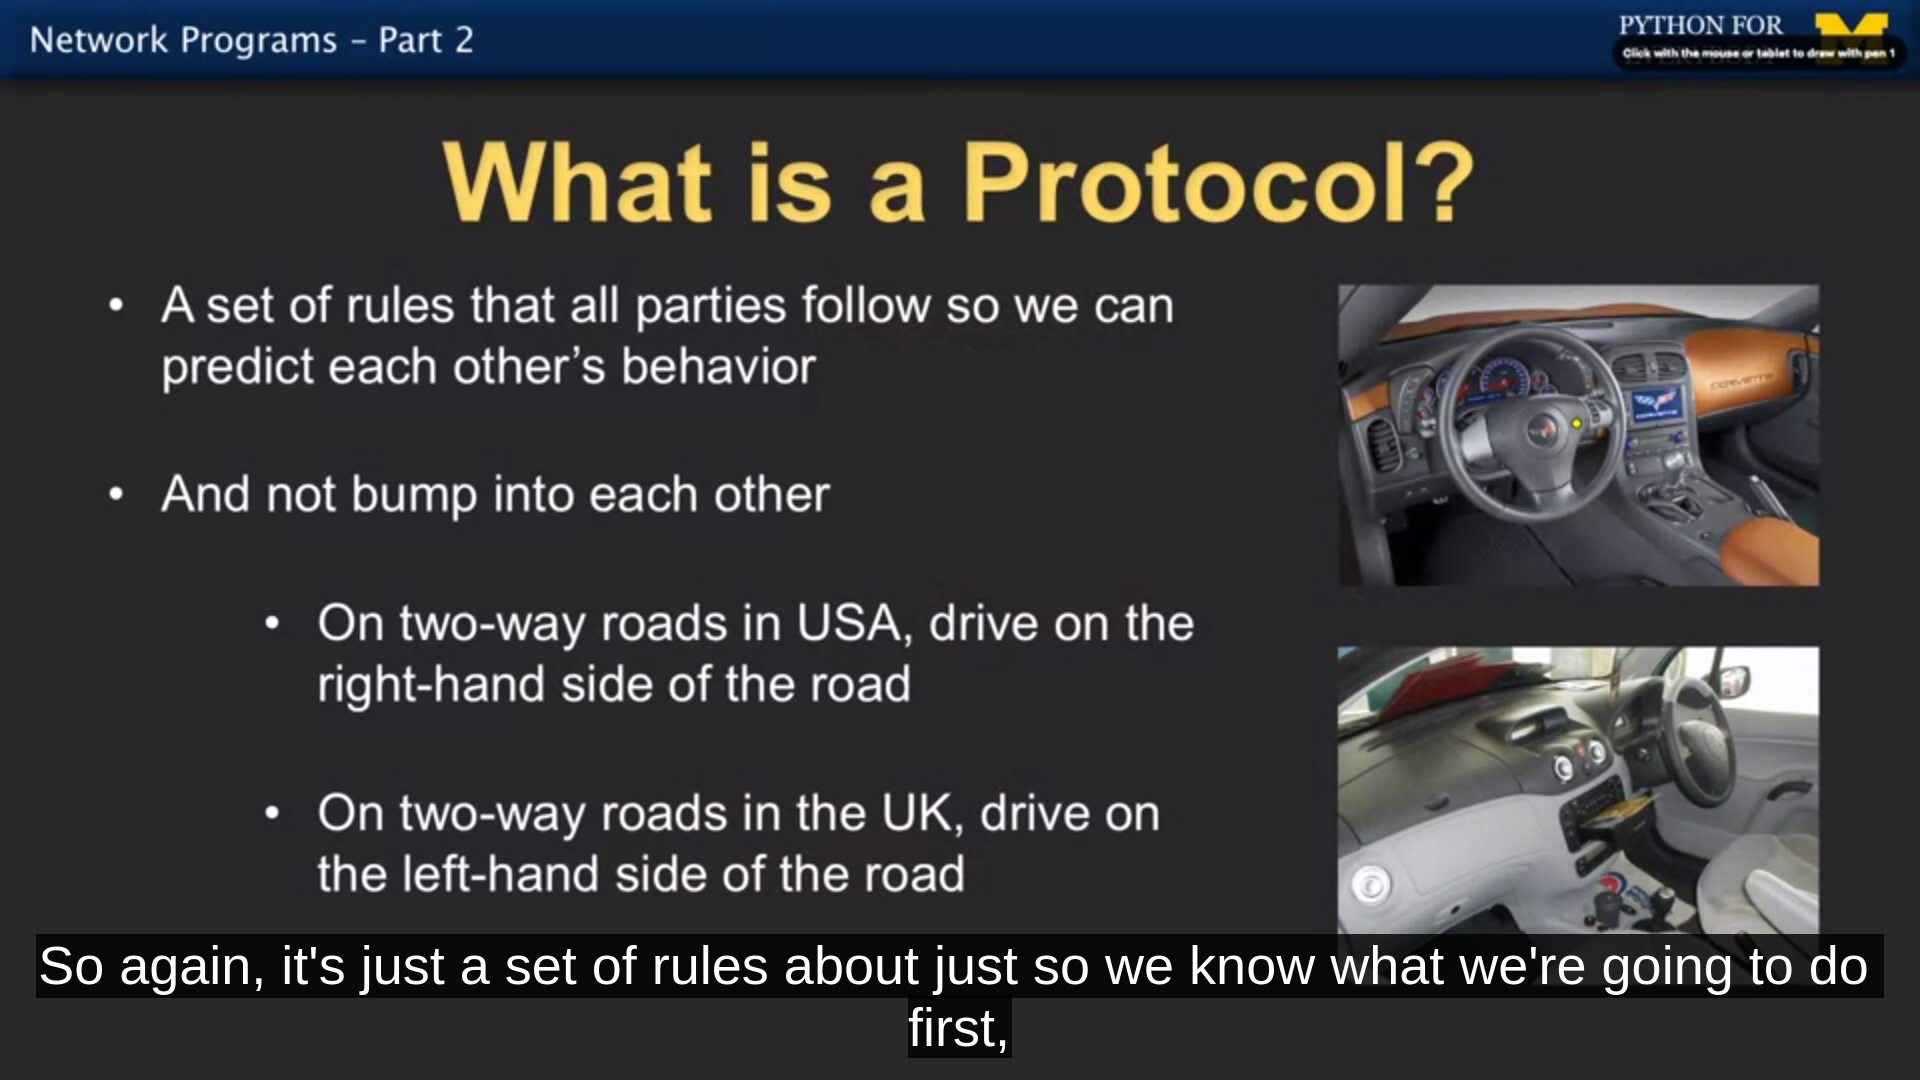 Network Programs – Part 2
PYTHON FOR
Click with the mouse or tablet to draw with pen 1
What is a Protocol?
• A set of rules that all parties follow so we can
predict each other’s behavior
• And not bump into each other
• On two-way roads in USA, drive on the
right-hand side of the road
• On two-way roads in the UK, drive on
the left-hand side of the road
CORVETTE
So again, it's just a set of rules about just so we know what we're going to do
first,